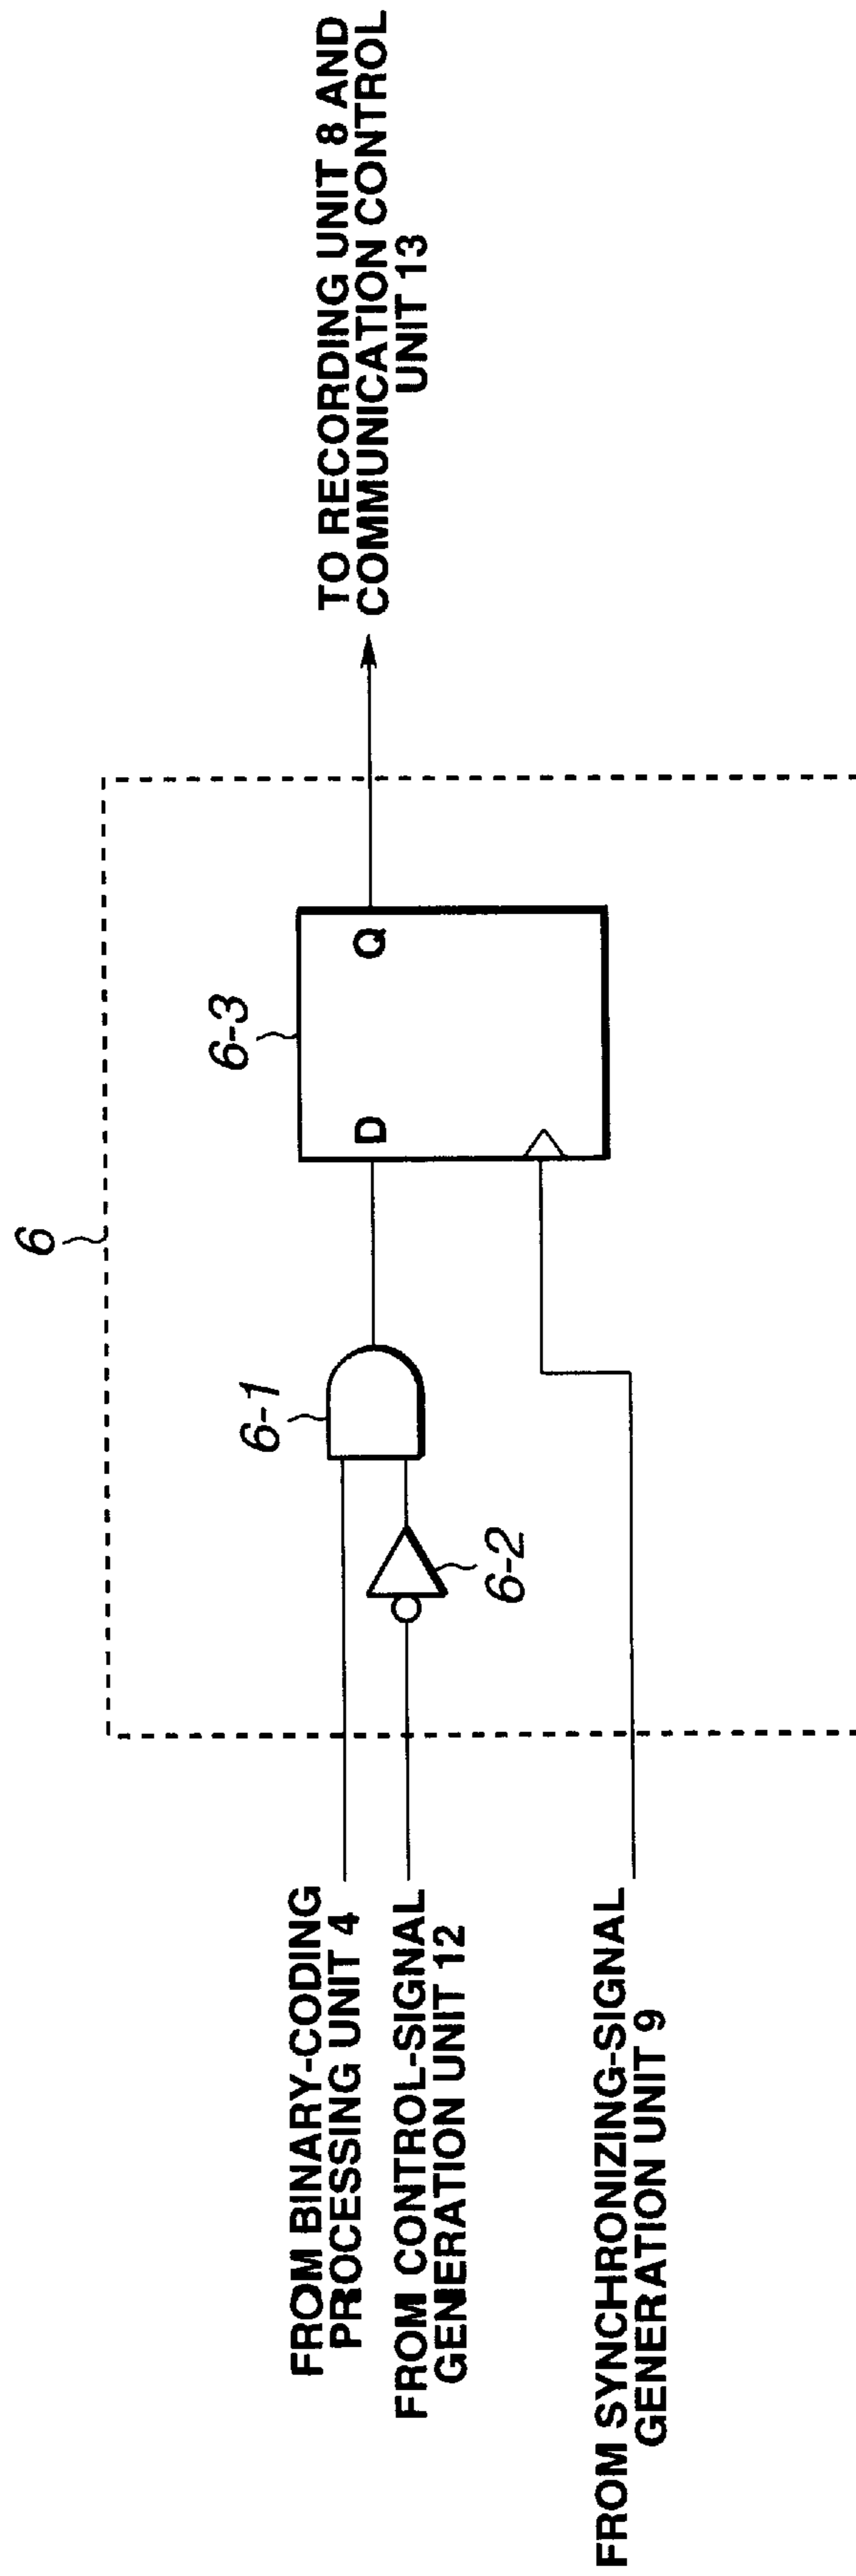 6
6-3
6-1
6-2
D
Q
FROM BINARY-CODING
PROCESSING UNIT 4
FROM CONTROL-SIGNAL
GENERATION UNIT 12
FROM SYNCHRONIZING-SIGNAL
GENERATION UNIT 9
TO RECORDING UNIT 8 AND
COMMUNICATION CONTROL
UNIT 13